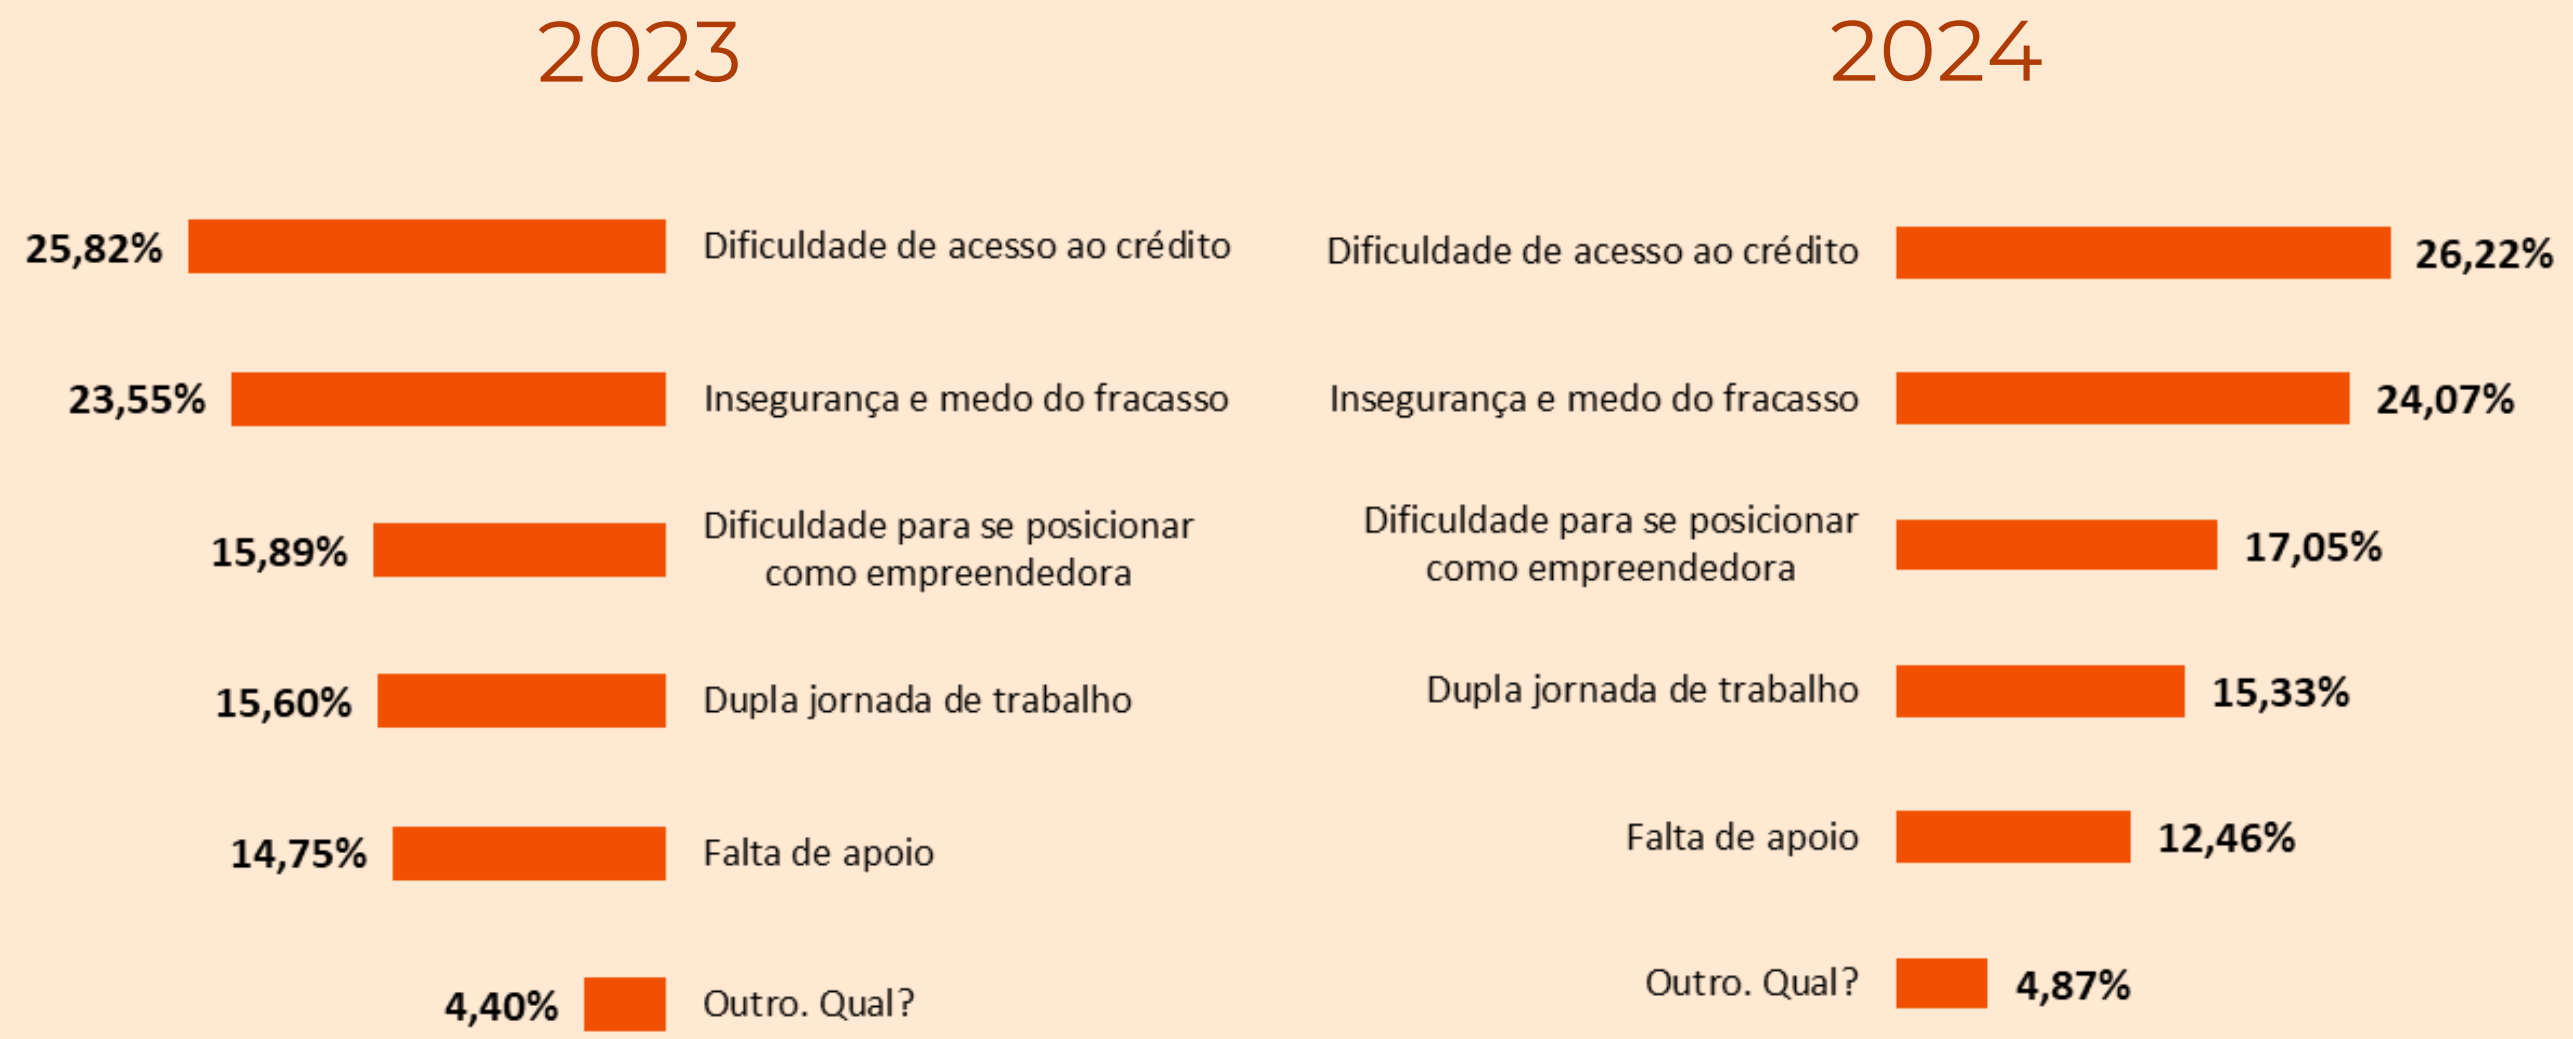 2023
25,82% Dificuldade de acesso ao crédito
23,55% Insegurança e medo do fracasso
15,89% Dificuldade para se posicionar
como empreendedora
15,60% Dupla jornada de trabalho
14,75% Falta de apoio
4,40% Outro. Qual?
2024
Dificuldade de acesso ao crédito 26,22%
Insegurança e medo do fracasso 24,07%
Dificuldade para se posicionar
como empreendedora 17,05%
Dupla jornada de trabalho 15,33%
Falta de apoio 12,46%
Outro. Qual? 4,87%